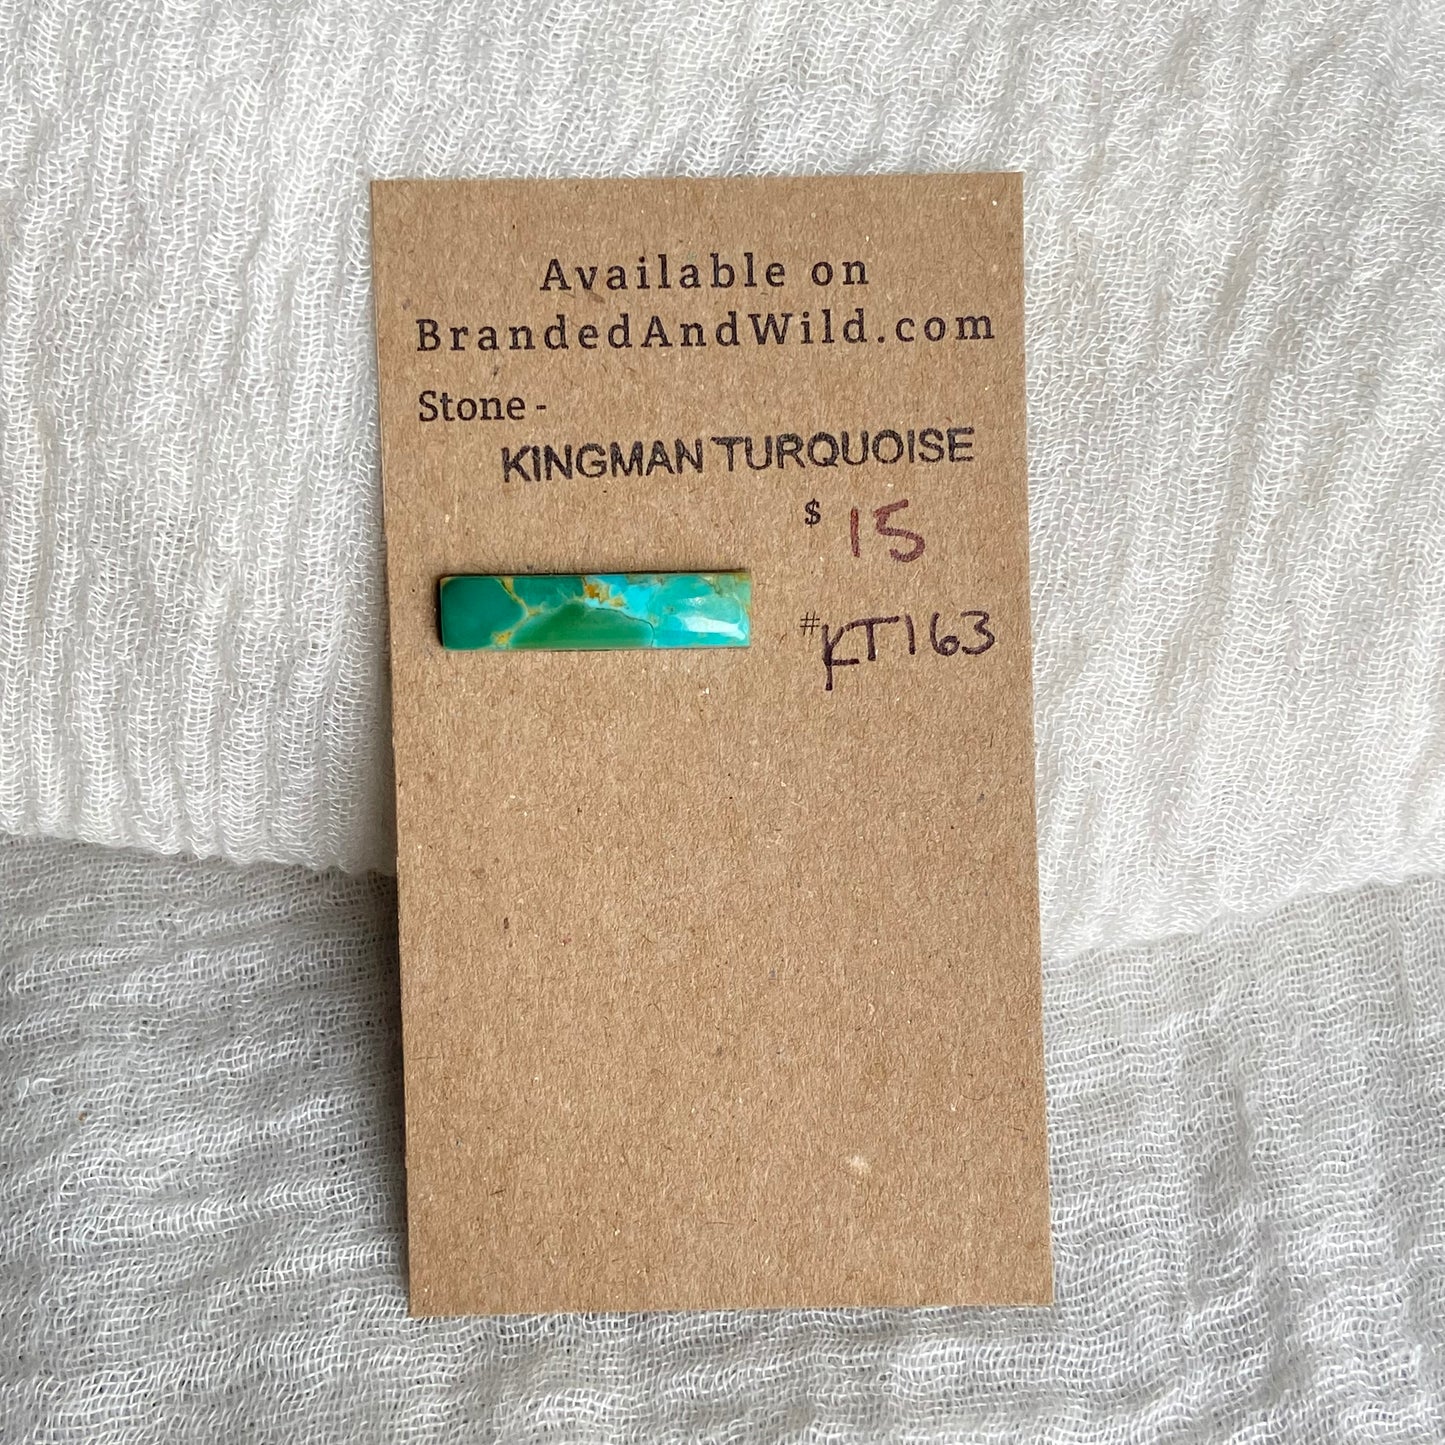 Available on
BrandedAndWild.com
Stone -
KINGMAN TURQUOISE
$ 15
#KT163